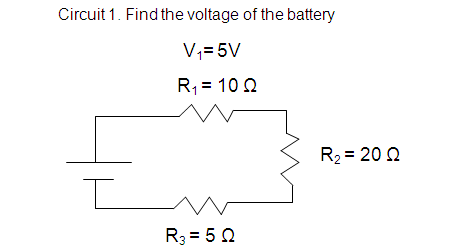 Circuit 1. Find the voltage of the battery
V₁= 5V
R₁ = 10 Ω
R₂ = 20 Ω
R₃ = 5 Ω